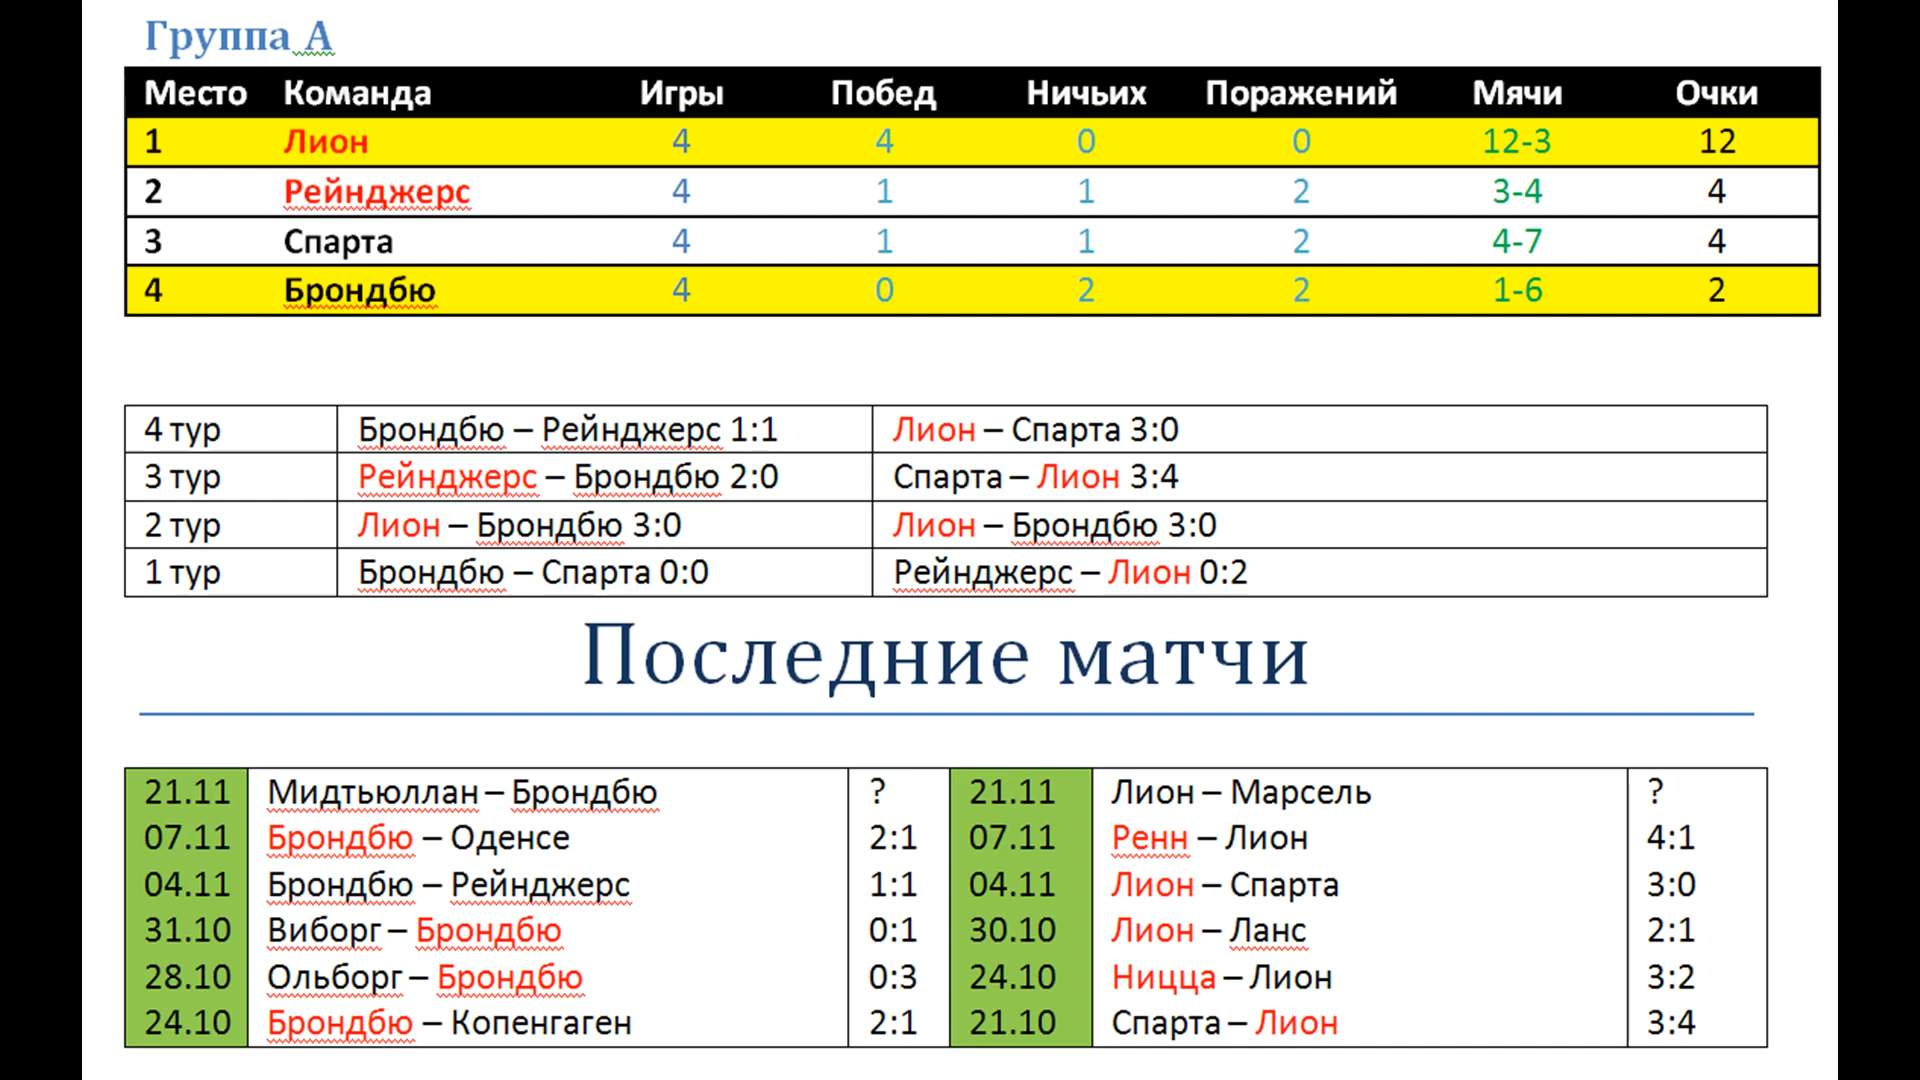 Группа А
Место Команда Игры Побед Ничьих Поражений Мячи Очки
1 Лион 4 4 0 0 12-3 12
2 Рейнджерс 4 1 1 2 3-4 4
3 Спарта 4 1 1 2 4-7 4
4 Брондбю 4 0 2 2 1-6 2
4 тур Брондбю – Рейнджерс 1:1 Лион – Спарта 3:0
3 тур Рейнджерс – Брондбю 2:0 Спарта – Лион 3:4
2 тур Лион – Брондбю 3:0 Лион – Брондбю 3:0
1 тур Брондбю – Спарта 0:0 Рейнджерс – Лион 0:2
Последние матчи
21.11 Мидтьюллан – Брондбю ? 21.11 Лион – Марсель ?
07.11 Брондбю – Оденсе 2:1 07.11 Ренн – Лион 4:1
04.11 Брондбю – Рейнджерс 1:1 04.11 Лион – Спарта 3:0
31.10 Виборг – Брондбю 0:1 30.10 Лион – Ланс 2:1
28.10 Ольборг – Брондбю 0:3 24.10 Ницца – Лион 3:2
24.10 Брондбю – Копенгаген 2:1 21.10 Спарта – Лион 3:4